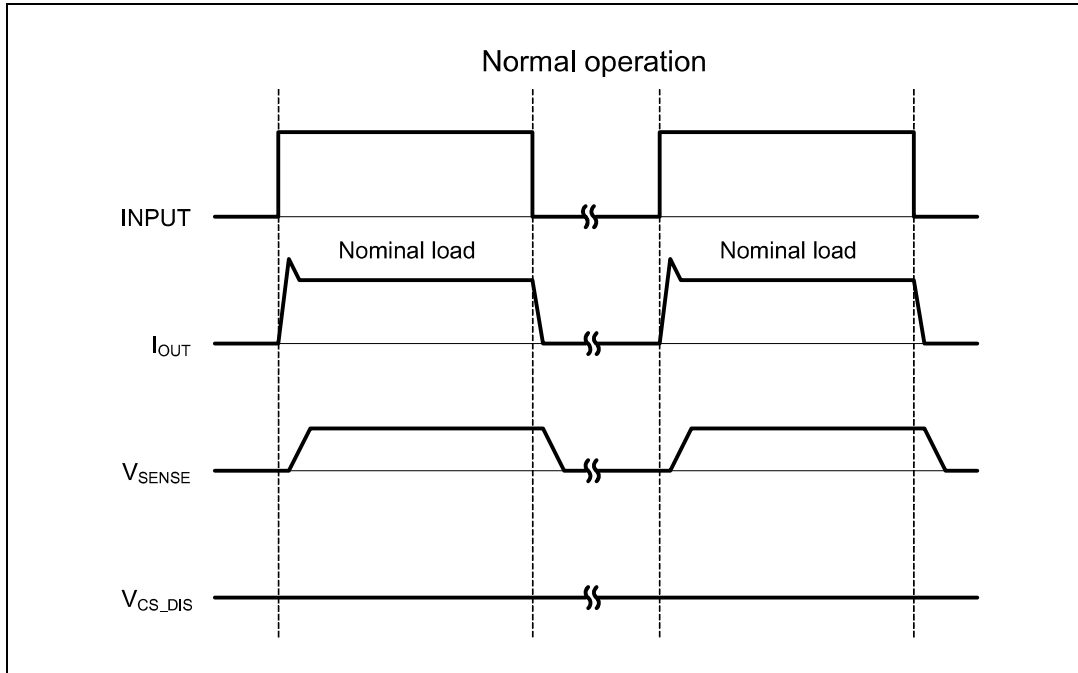 Normal operation
INPUT
Nominal load Nominal load
IOUT
VSENSE
VCS_DIS